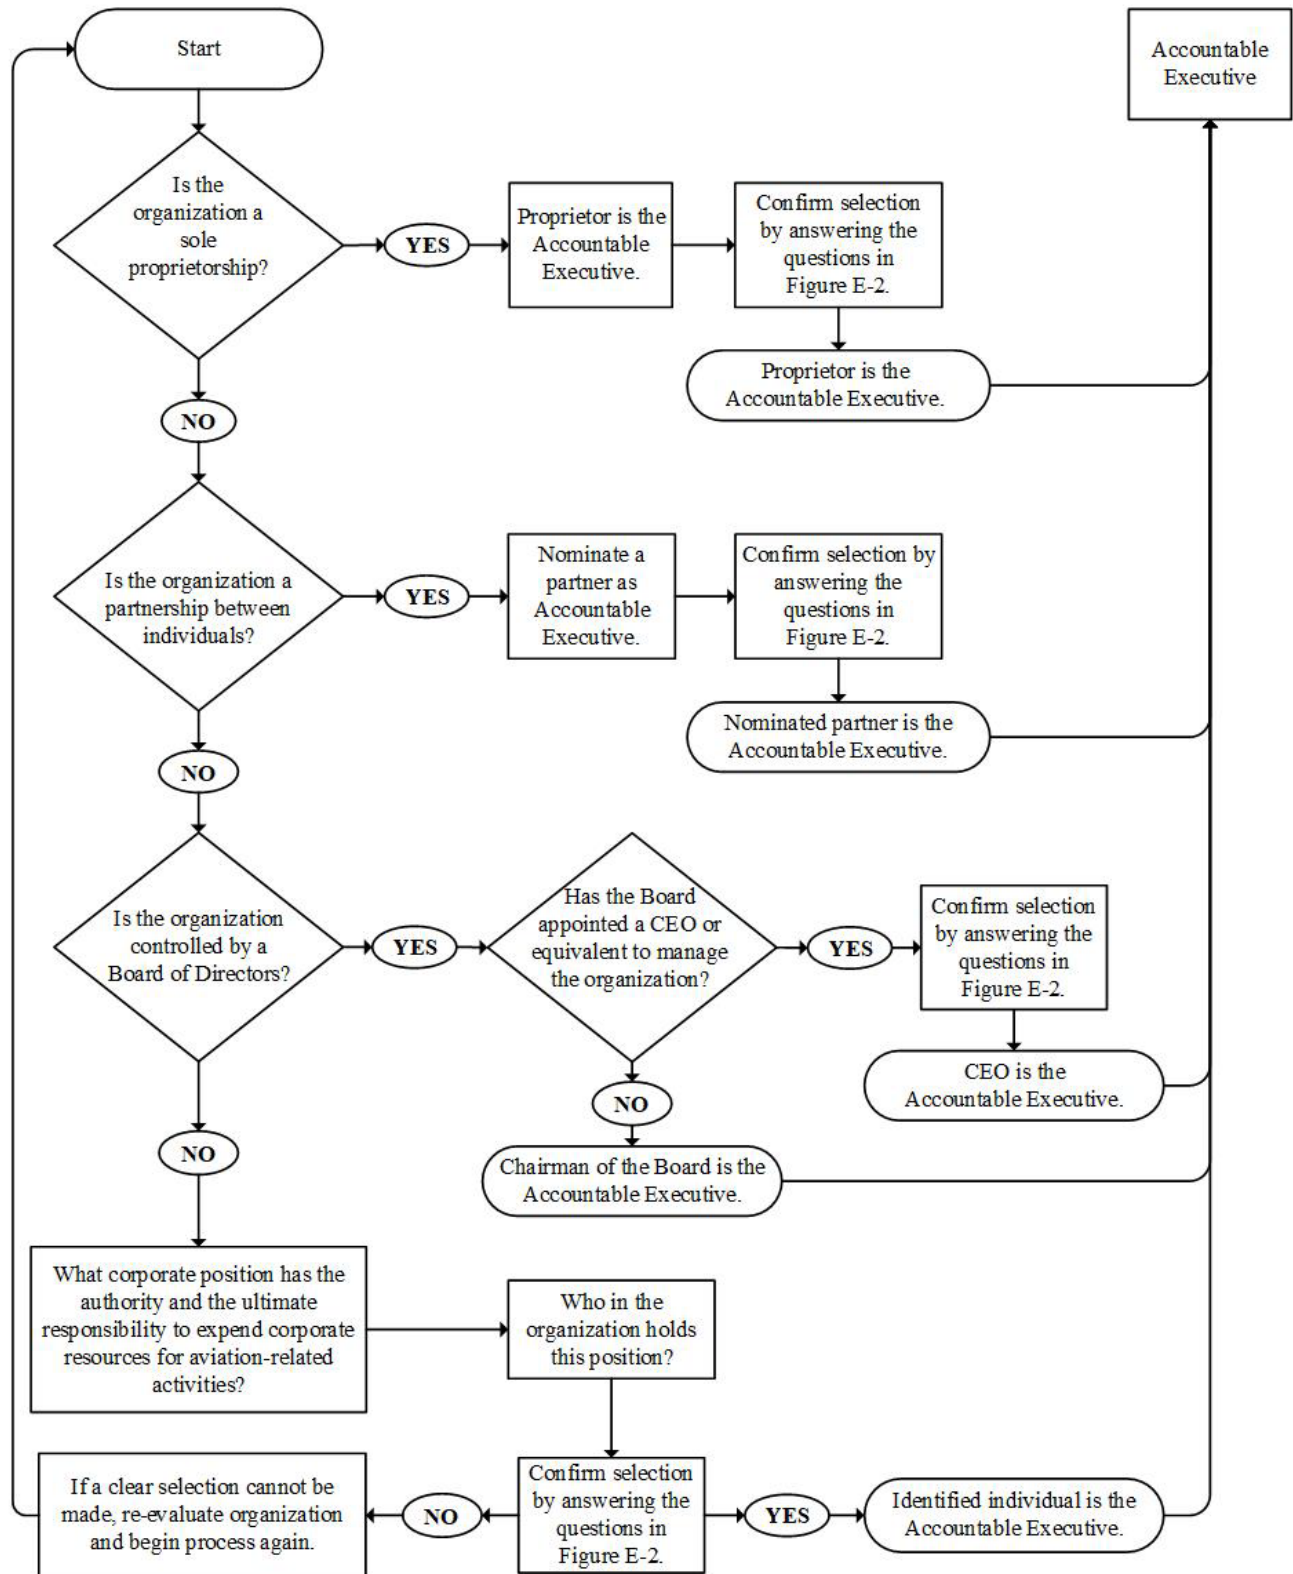 Start
Accountable
Executive
Is the
organization a
sole
proprietorship?
YES
Proprietor is the
Accountable
Executive.
Confirm selection
by answering the
questions in
Figure E-2.
Proprietor is the
Accountable Executive.
NO
Is the organization a
partnership between
individuals?
YES
Nominate a
partner as
Accountable
Executive.
Confirm selection by
answering the
questions in
Figure E-2.
Nominated partner is the
Accountable Executive.
NO
Is the organization
controlled by a
Board of Directors?
YES
Has the Board
appointed a CEO or
equivalent to manage
the organization?
YES
Confirm selection
by answering the
questions in
Figure E-2.
CEO is the
Accountable Executive.
NO
Chairman of the Board is the
Accountable Executive.
NO
What corporate position has the
authority and the ultimate
responsibility to expend corporate
resources for aviation-related
activities?
Who in the
organization holds
this position?
Confirm selection
by answering the
questions in
Figure E-2.
NO
If a clear selection cannot be
made, re-evaluate organization
and begin process again.
YES
Identified individual is the
Accountable Executive.